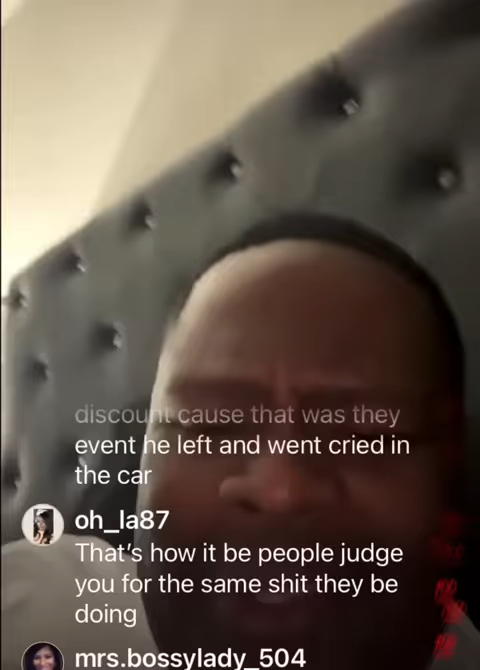 discount cause that was they
event he left and went cried in
the car
oh_la87
That's how it be people judge
you for the same shit they be
doing
mrs.bossylady_504